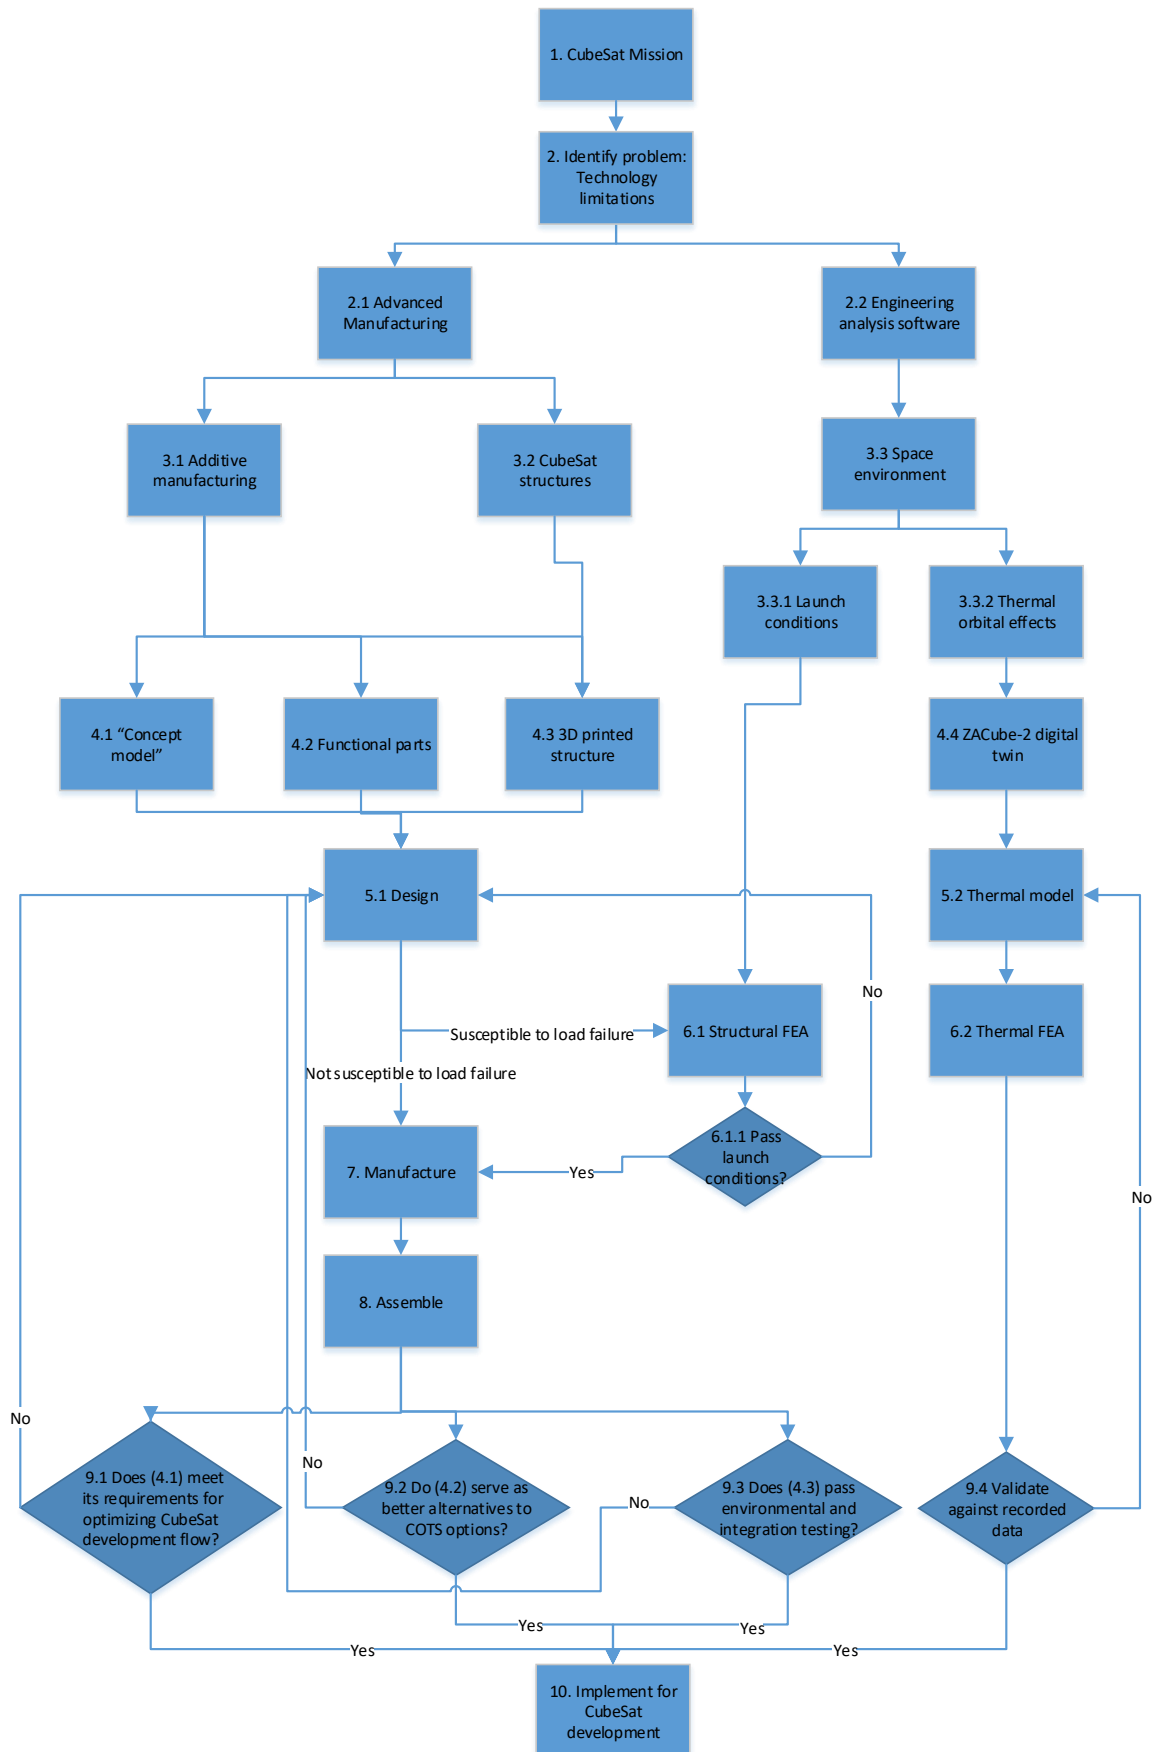 1. CubeSat Mission
2. Identify problem:
Technology
limitations
2.1 Advanced
Manufacturing
2.2 Engineering
analysis software
3.1 Additive
manufacturing
3.2 CubeSat
structures
3.3 Space
environment
3.3.1 Launch
conditions
3.3.2 Thermal
orbital effects
4.1 “Concept
model”
4.2 Functional parts
4.3 3D printed
structure
4.4 ZACube-2 digital
twin
5.1 Design
5.2 Thermal model
No
Susceptible to load failure
6.1 Structural FEA
6.2 Thermal FEA
Not susceptible to load failure
6.1.1 Pass
launch
conditions?
7. Manufacture
Yes
No
8. Assemble
No
No
9.1 Does (4.1) meet
its requirements for
optimizing CubeSat
development flow?
9.2 Do (4.2) serve as
better alternatives to
COTS options?
No
9.3 Does (4.3) pass
environmental and
integration testing?
9.4 Validate
against recorded
data
Yes
Yes
Yes
Yes
10. Implement for
CubeSat
development